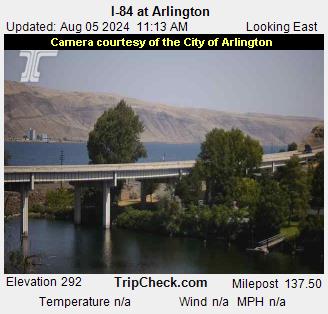 I-84 at Arlington
Updated: Aug 05 2024 11:13 AM Looking East
Camera courtesy of the City of Arlington
Elevation 292 TripCheck.com Milepost 137.50
Temperature n/a Wind n/a MPH n/a